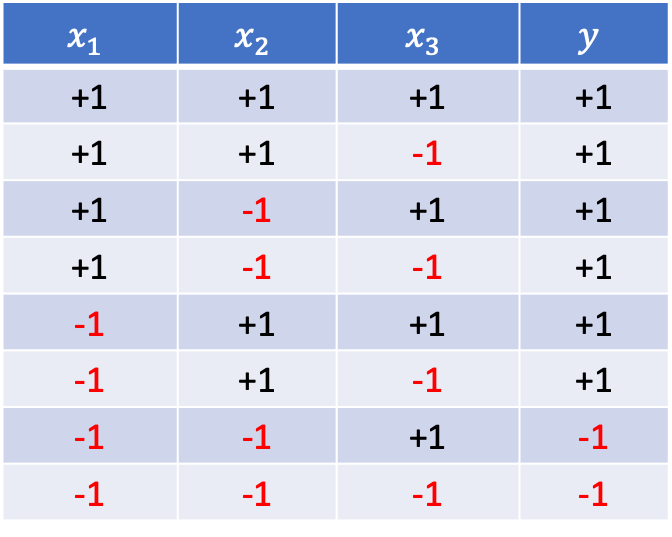 x₁ x₂ x₃ y
+1 +1 +1 +1
+1 +1 -1 +1
+1 -1 +1 +1
+1 -1 -1 +1
-1 +1 +1 +1
-1 +1 -1 +1
-1 -1 +1 -1
-1 -1 -1 -1